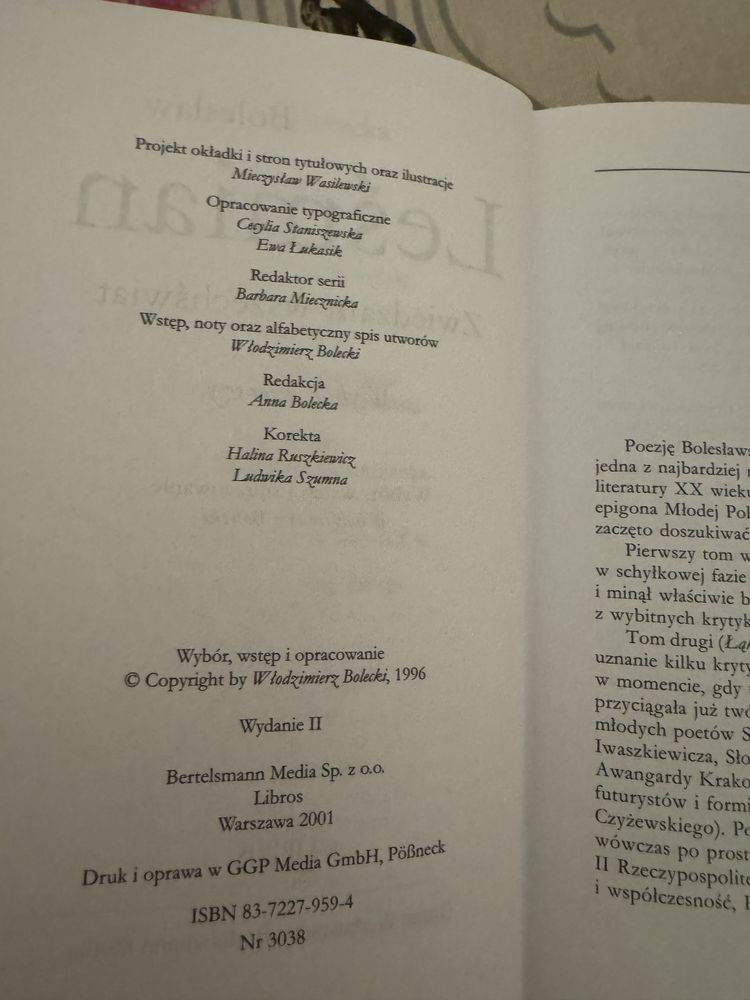 Projekt okładki i stron tytułowych oraz ilustracje
Mieczysław Wasilewski
Opracowanie typograficzne
Cecylia Staniszewska
Ewa Łukasik
Redaktor serii
Barbara Miecznicka
Wstęp, noty oraz alfabetyczny spis utworów
Włodzimierz Bolecki
Redakcja
Anna Bolecka
Korekta
Halina Ruszkiewicz
Ludwika Szumna
Wybór, wstęp i opracowanie
© Copyright by Włodzimierz Bolecki, 1996
Wydanie II
Bertelsmann Media Sp. z o.o.
Libros
Warszawa 2001
Druk i oprawa w GGP Media GmbH, Pößneck
ISBN 83-7227-959-4
Nr 3038
Poezję Bolesława
jedna z najbardziej
literatury XX wieku
epigona Młodej Pol
zaczęto doszukiwać
Pierwszy tom w
w schyłkowej fazie
i minął właściwie b
z wybitnych krytyk
Tom drugi (Łą
uznanie kilku kryty
w momencie, gdy
przyciągała już twó
młodych poetów S
Iwaszkiewicza, Sło
Awangardy Krako
futurystów i formi
Czyżewskiego). Po
wówczas po prost
II Rzeczypospolite
i współczesność,